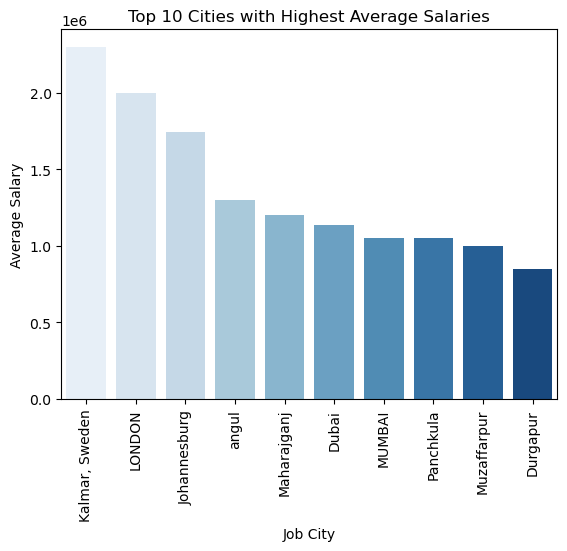 Top 10 Cities with Highest Average Salaries
1e6
2.0
1.5
1.0
0.5
0.0
Average Salary
Kalmar, Sweden
LONDON
Johannesburg
angul
Maharajganj
Dubai
MUMBAI
Panchkula
Muzaffarpur
Durgapur
Job City